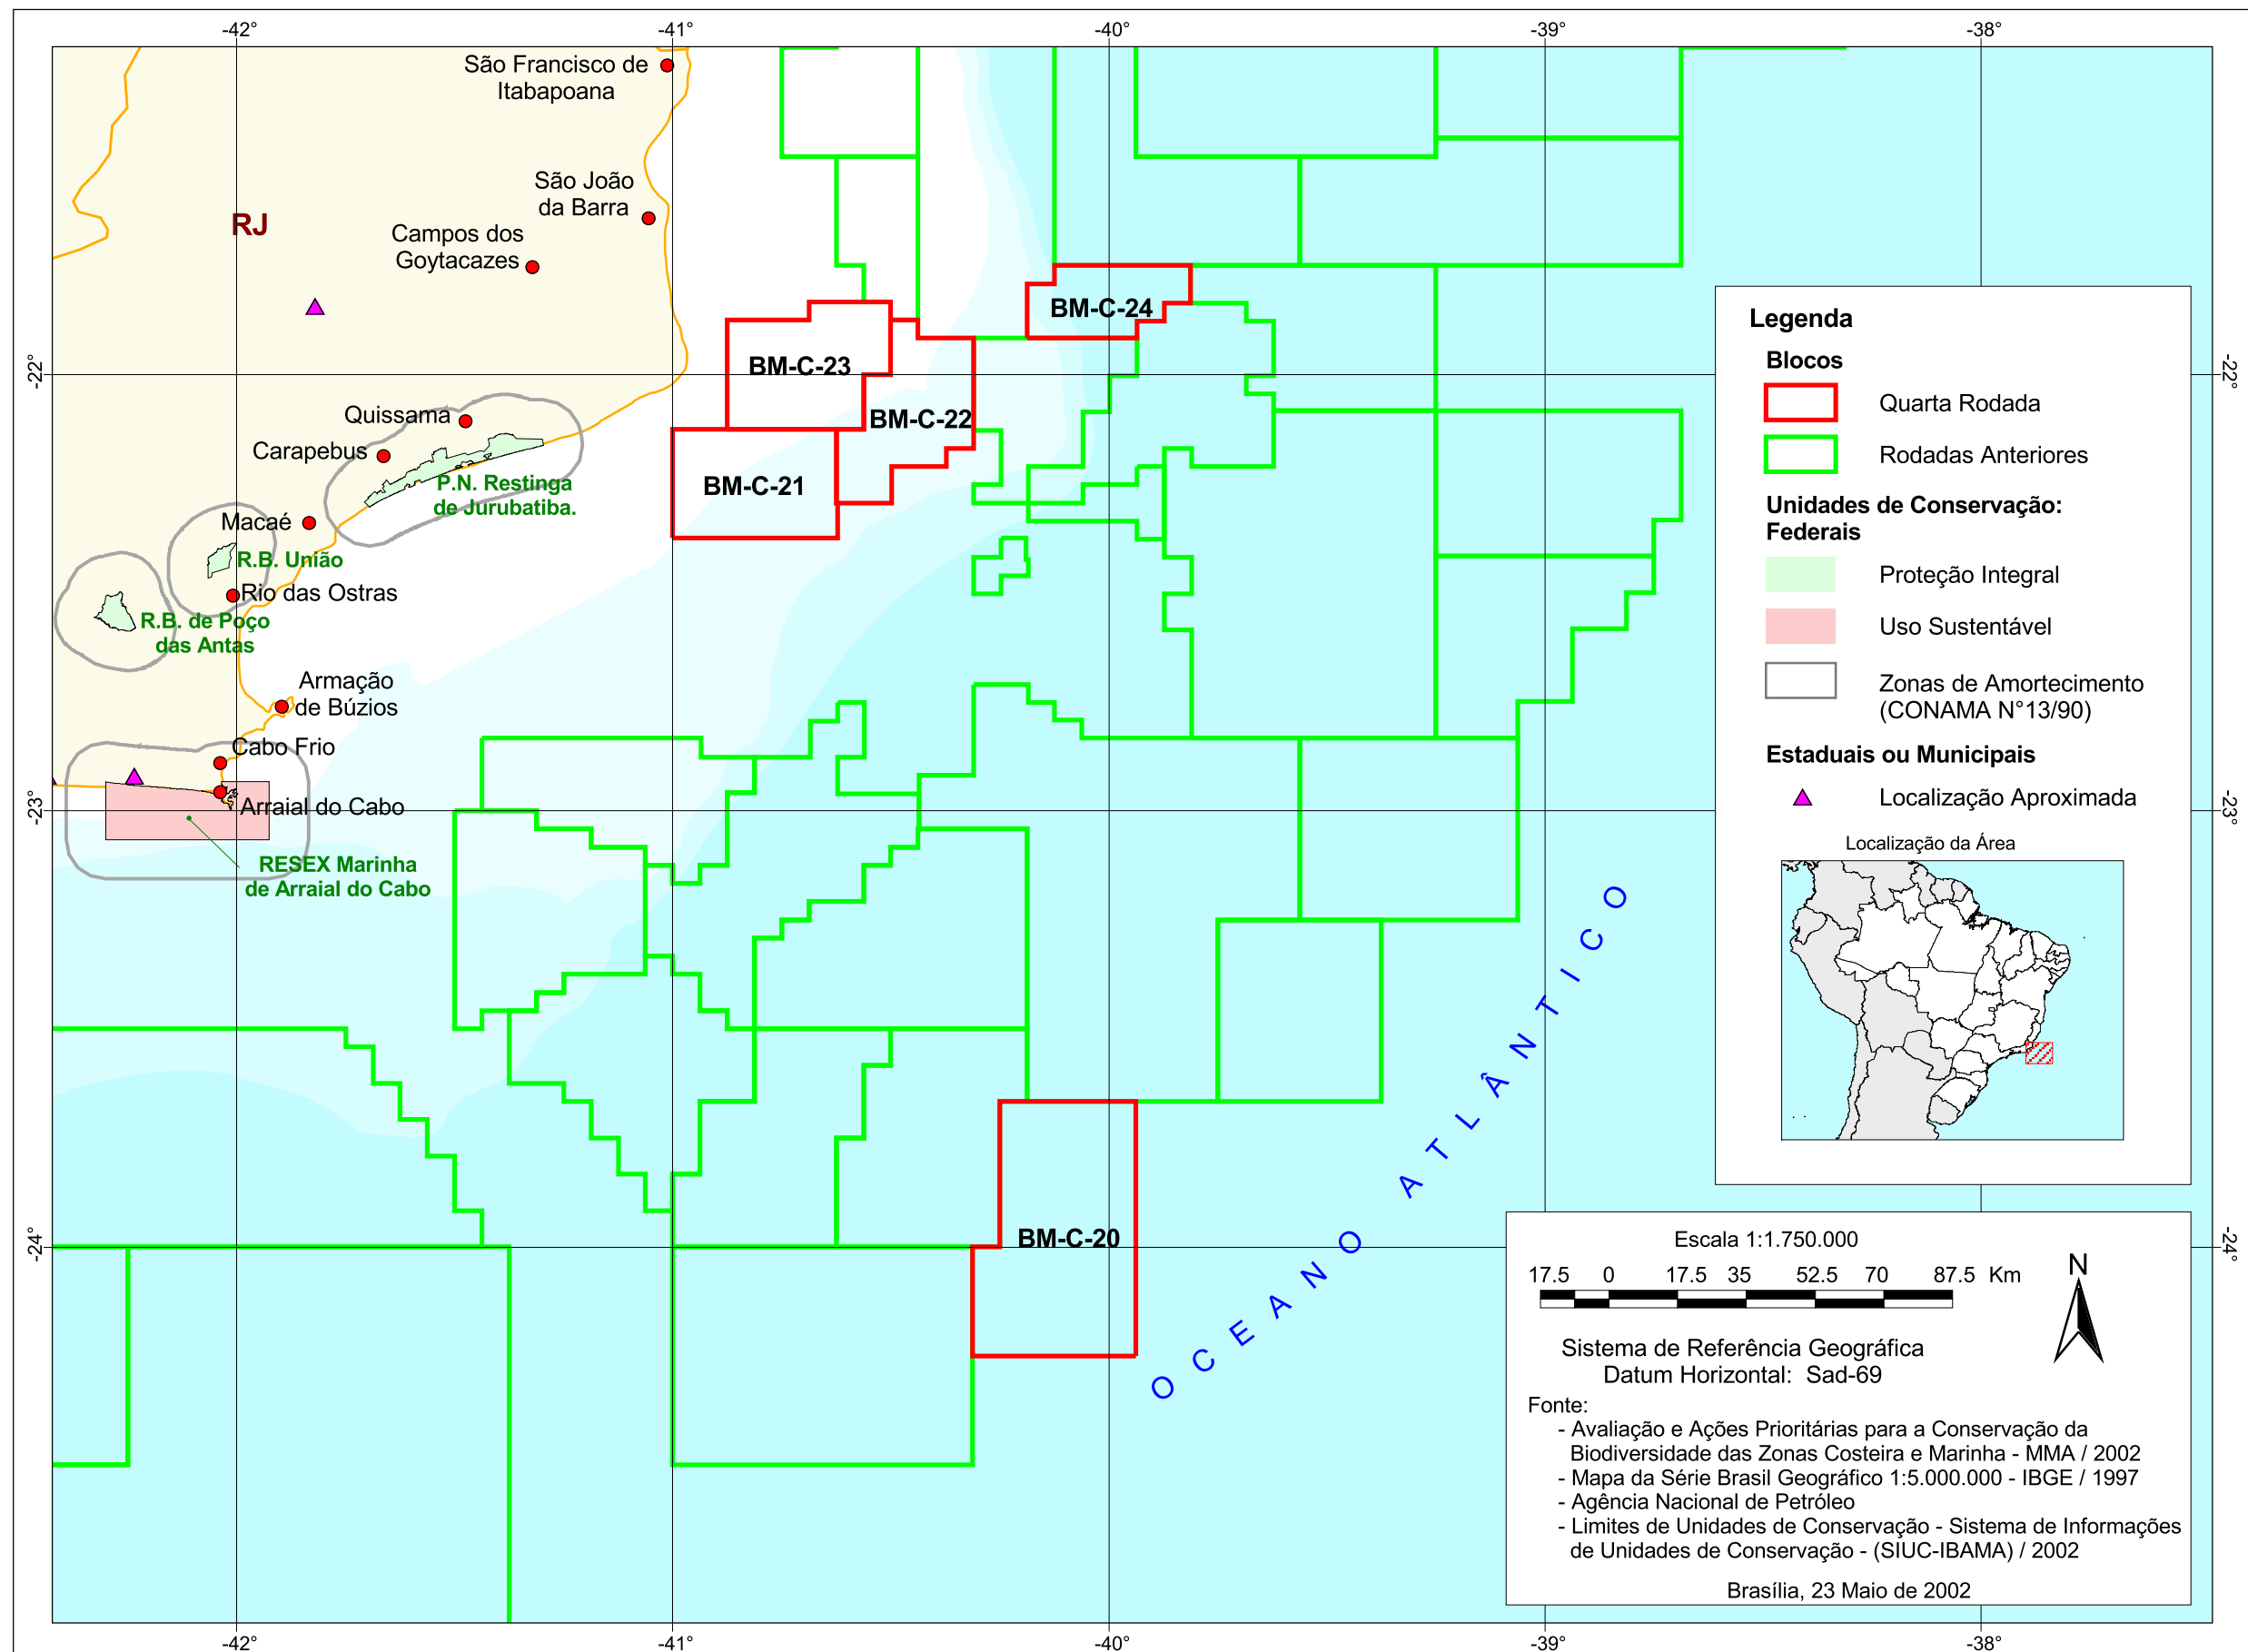 -42°
-41°
-40°
-39°
-38°
São Francisco de
Itabapoana
São João
da Barra
RJ
Campos dos
Goytacazes
BM-C-24
BM-C-23
BM-C-22
BM-C-21
-22°
-22°
Quissama
Carapebus
P.N. Restinga
de Jurubatiba.
Macaé
R.B. União
Rio das Ostras
R.B. de Poço
das Antas
Armação
de Búzios
Cabo Frio
-23°
-23°
Arraial do Cabo
RESEX Marinha
de Arraial do Cabo
OCEANO ATLÂNTICO
BM-C-20
-24°
-24°
Legenda
Blocos
Quarta Rodada
Rodadas Anteriores
Unidades de Conservação:
Federais
Proteção Integral
Uso Sustentável
Zonas de Amortecimento
(CONAMA N°13/90)
Estaduais ou Municipais
Localização Aproximada
Localização da Área
Escala 1:1.750.000
17.5 0 17.5 35 52.5 70 87.5 Km
N
Sistema de Referência Geográfica
Datum Horizontal: Sad-69
Fonte:
- Avaliação e Ações Prioritárias para a Conservação da
Biodiversidade das Zonas Costeira e Marinha - MMA / 2002
- Mapa da Série Brasil Geográfico 1:5.000.000 - IBGE / 1997
- Agência Nacional de Petróleo
- Limites de Unidades de Conservação - Sistema de Informações
de Unidades de Conservação - (SIUC-IBAMA) / 2002
Brasília, 23 Maio de 2002
-42°
-41°
-40°
-39°
-38°